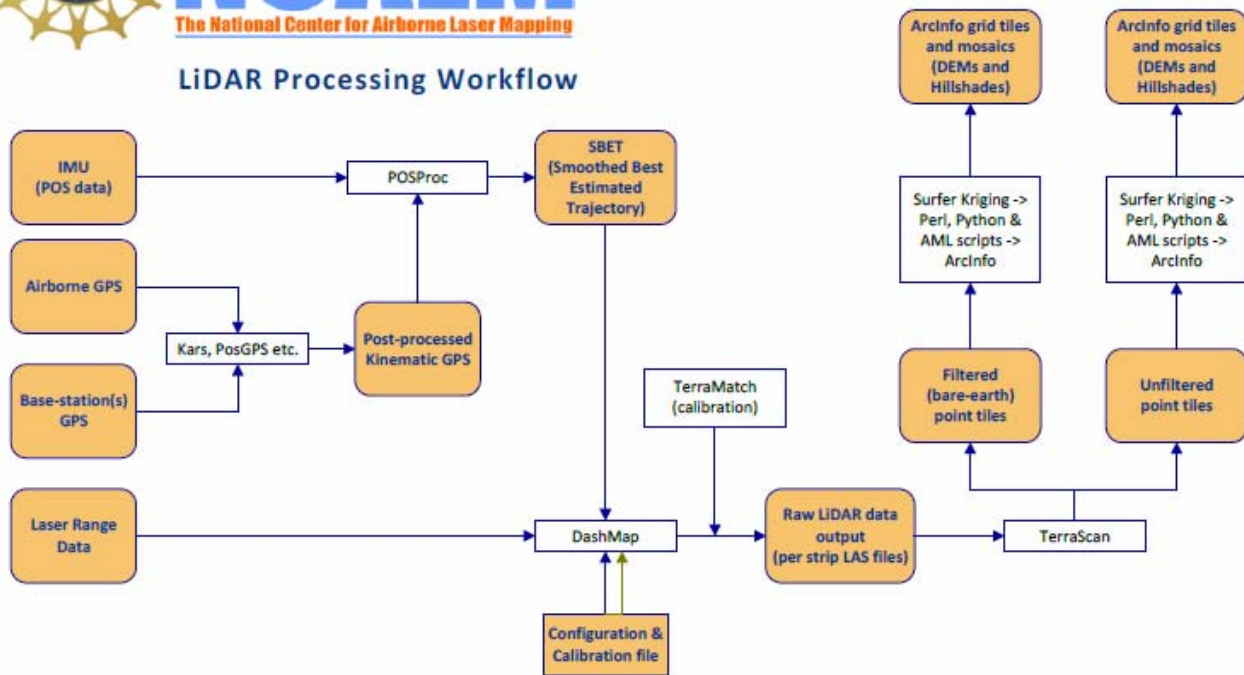 The National Center for Airborne Laser Mapping
LiDAR Processing Workflow
IMU
(POS data)
POSProc
SBET
(Smoothed Best
Estimated
Trajectory)
Airborne GPS
Kars, PosGPS etc.
Post-processed
Kinematic GPS
Base-station(s)
GPS
TerraMatch
(calibration)
Laser Range
Data
DashMap
Configuration &
Calibration file
Raw LiDAR data
output
(per strip LAS files)
TerraScan
Filtered
(bare-earth)
point tiles
Unfiltered
point tiles
Surfer Kriging ->
Perl, Python &
AML scripts ->
ArcInfo
Surfer Kriging ->
Perl, Python &
AML scripts ->
ArcInfo
ArcInfo grid tiles
and mosaics
(DEMs and
Hillshades)
ArcInfo grid tiles
and mosaics
(DEMs and
Hillshades)